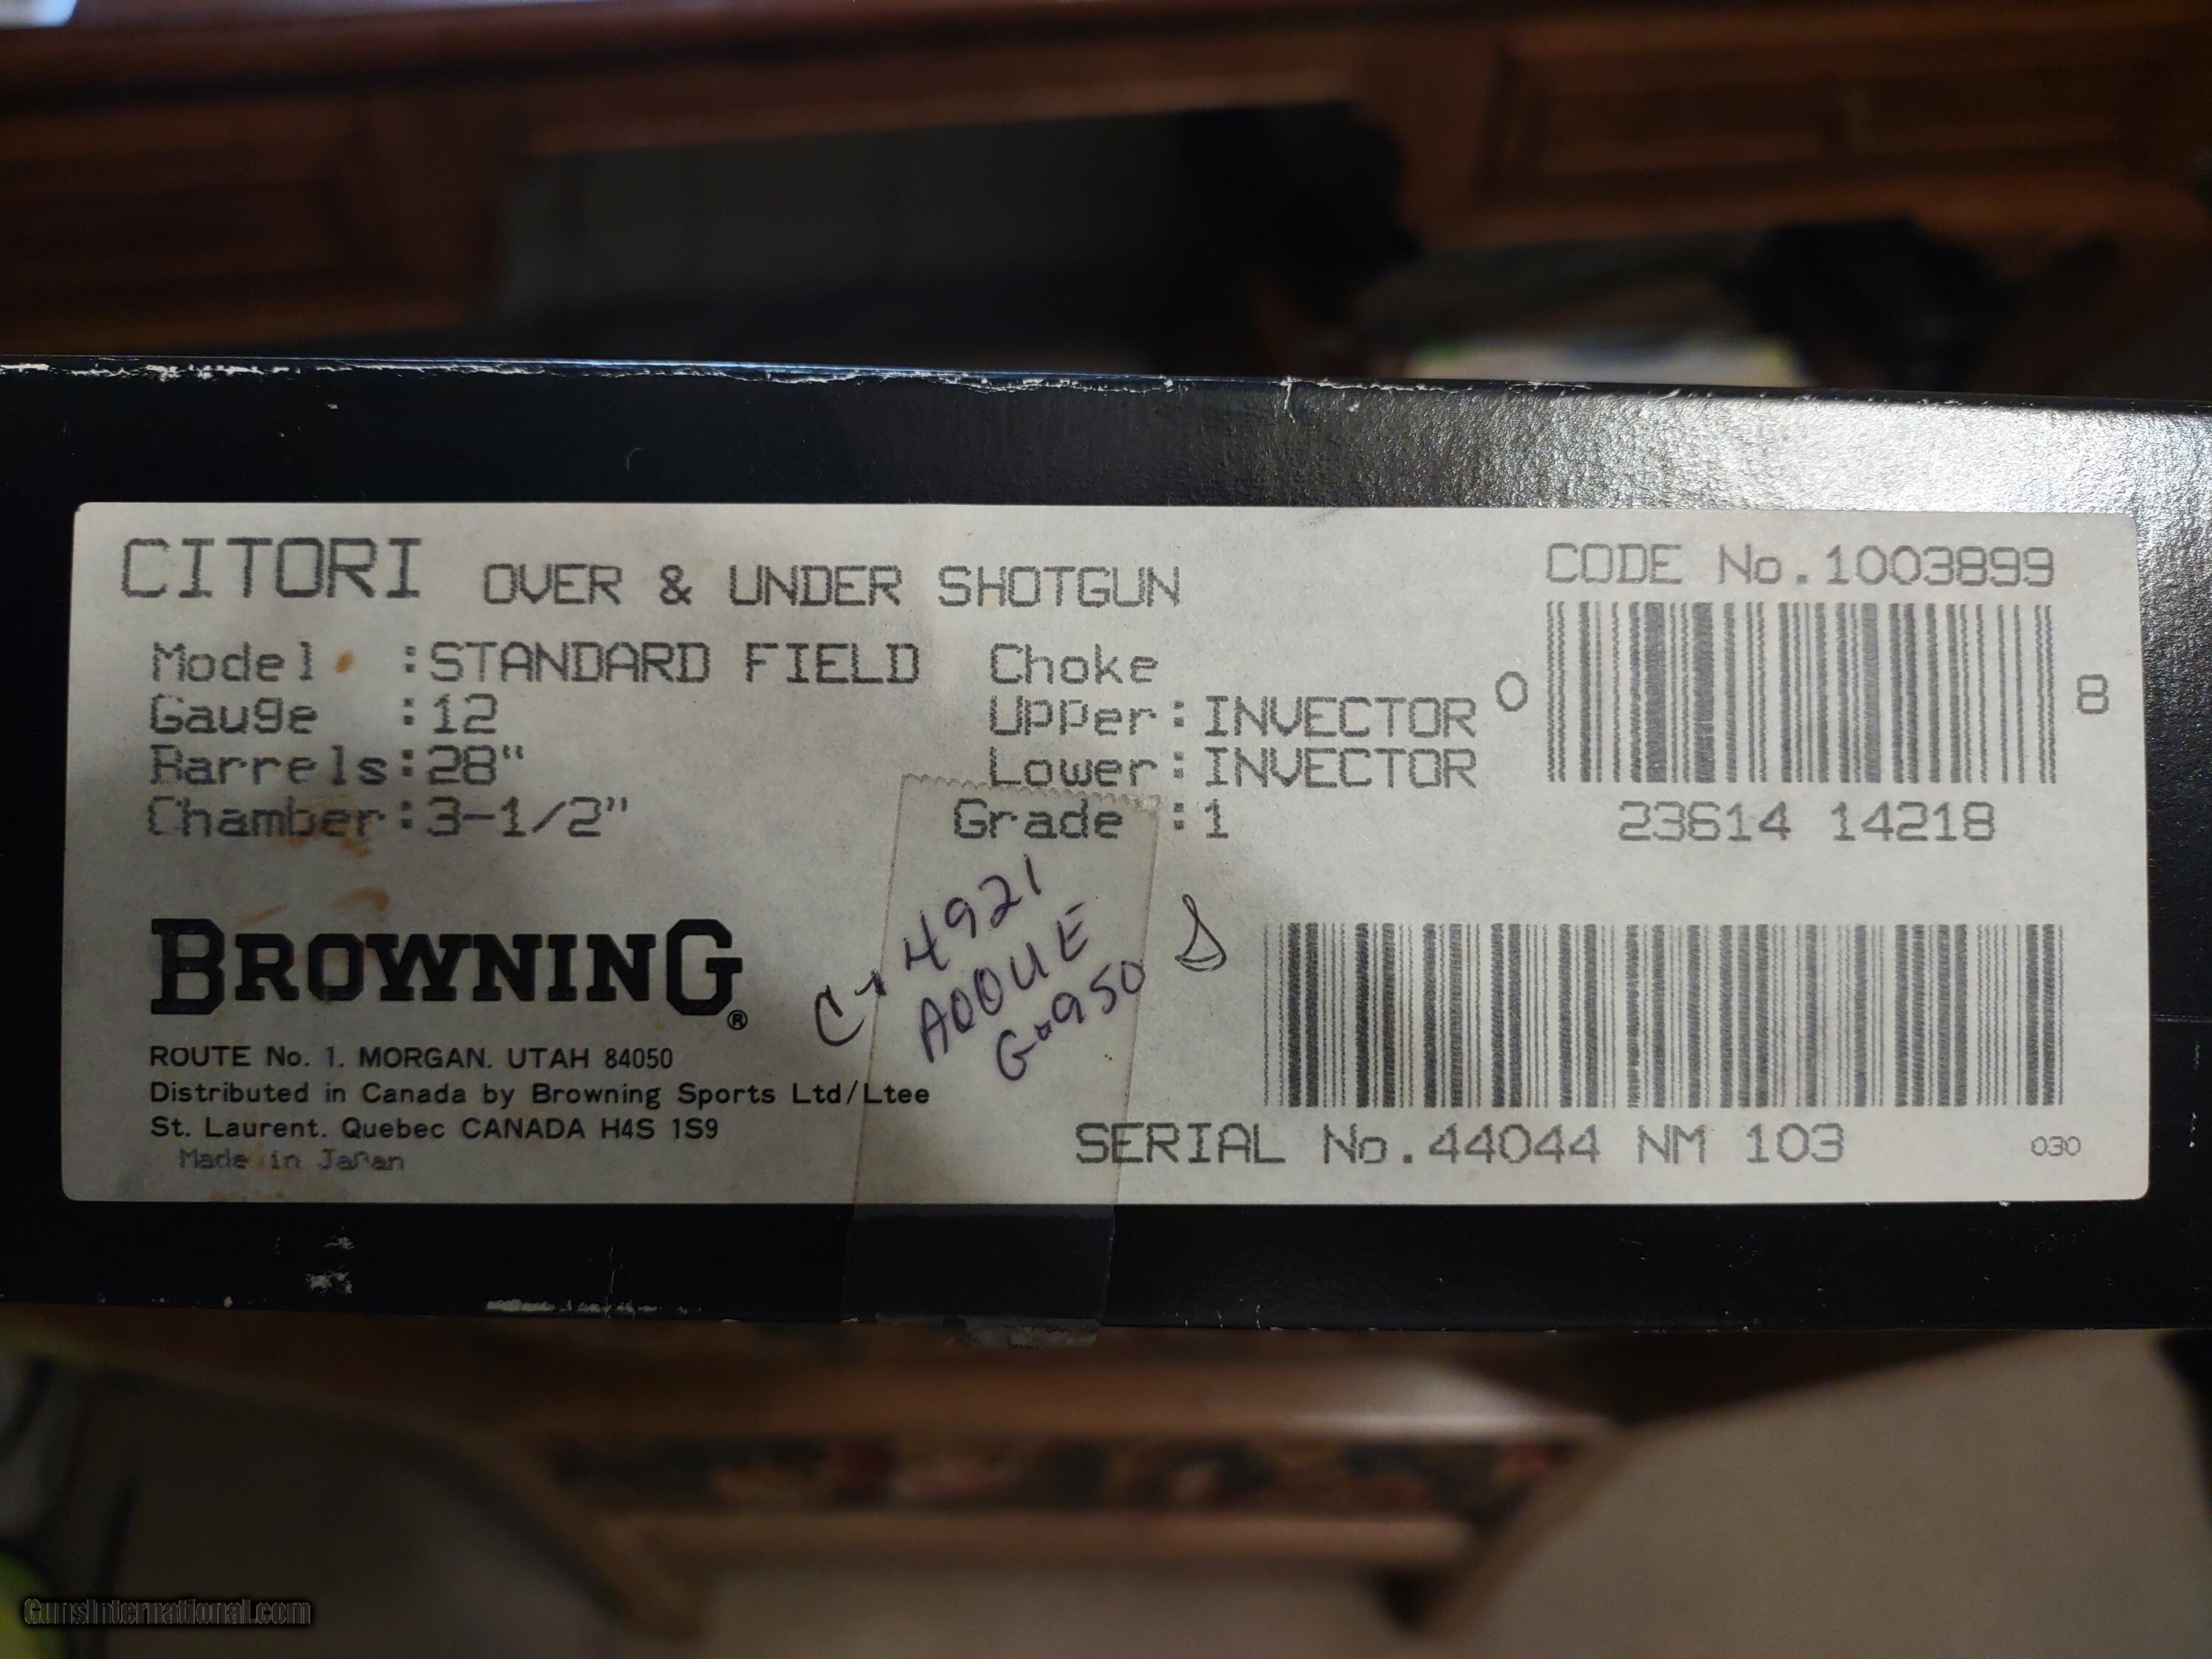 CITORI OVER & UNDER SHOTGUN
Model :STANDARD FIELD
Gauge :12
Barrels:28"
Chamber:3-1/2"
Choke
Upper:INVECTOR
Lower:INVECTOR
Grade :1
CODE No.1003899
0 8
23614 14218
C→4921
A00UE
G-950
BROWNING®
ROUTE No. 1. MORGAN. UTAH 84050
Distributed in Canada by Browning Sports Ltd/Ltee
St. Laurent. Quebec CANADA H4S 1S9
Made in Japan
SERIAL No.44044 NM 103
030
GunsInternational.com